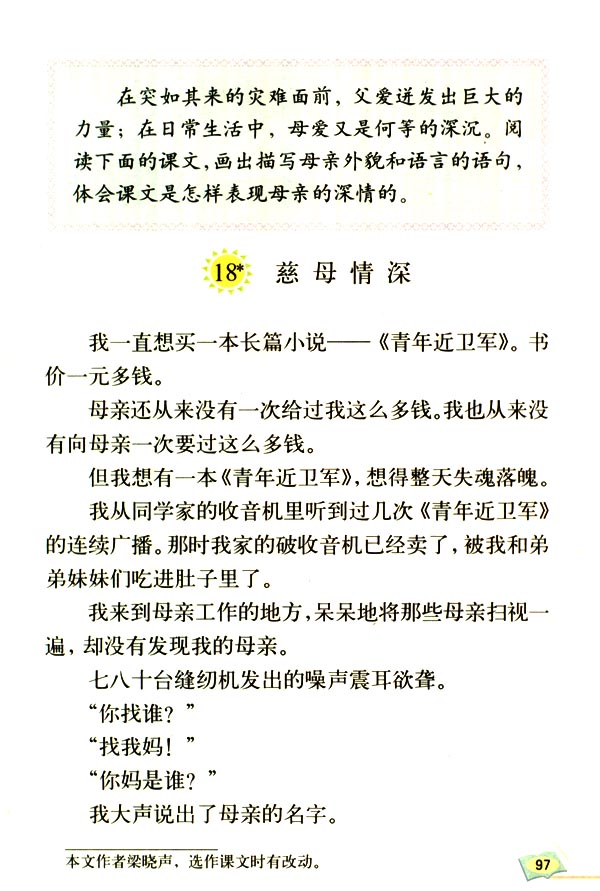 在突如其来的灾难面前，父爱迸发出巨大的
力量；在日常生活中，母爱又是何等的深沉。阅
读下面的课文，画出描写母亲外貌和语言的语句，
体会课文是怎样表现母亲的深情的。
18* 慈母情深
我一直想买一本长篇小说——《青年近卫军》。书
价一元多钱。
母亲还从来没有一次给过我这么多钱。我也从来没
有向母亲一次要过这么多钱。
但我想有一本《青年近卫军》，想得整天失魂落魄。
我从同学家的收音机里听到过几次《青年近卫军》
的连续广播。那时我家的破收音机已经卖了，被我和弟
弟妹妹们吃进肚子里了。
我来到母亲工作的地方，呆呆地将那些母亲扫视一
遍，却没有发现我的母亲。
七八十台缝纫机发出的噪声震耳欲聋。
“你找谁？”
“找我妈！”
“你妈是谁？”
我大声说出了母亲的名字。
本文作者梁晓声，选作课文时有改动。
97